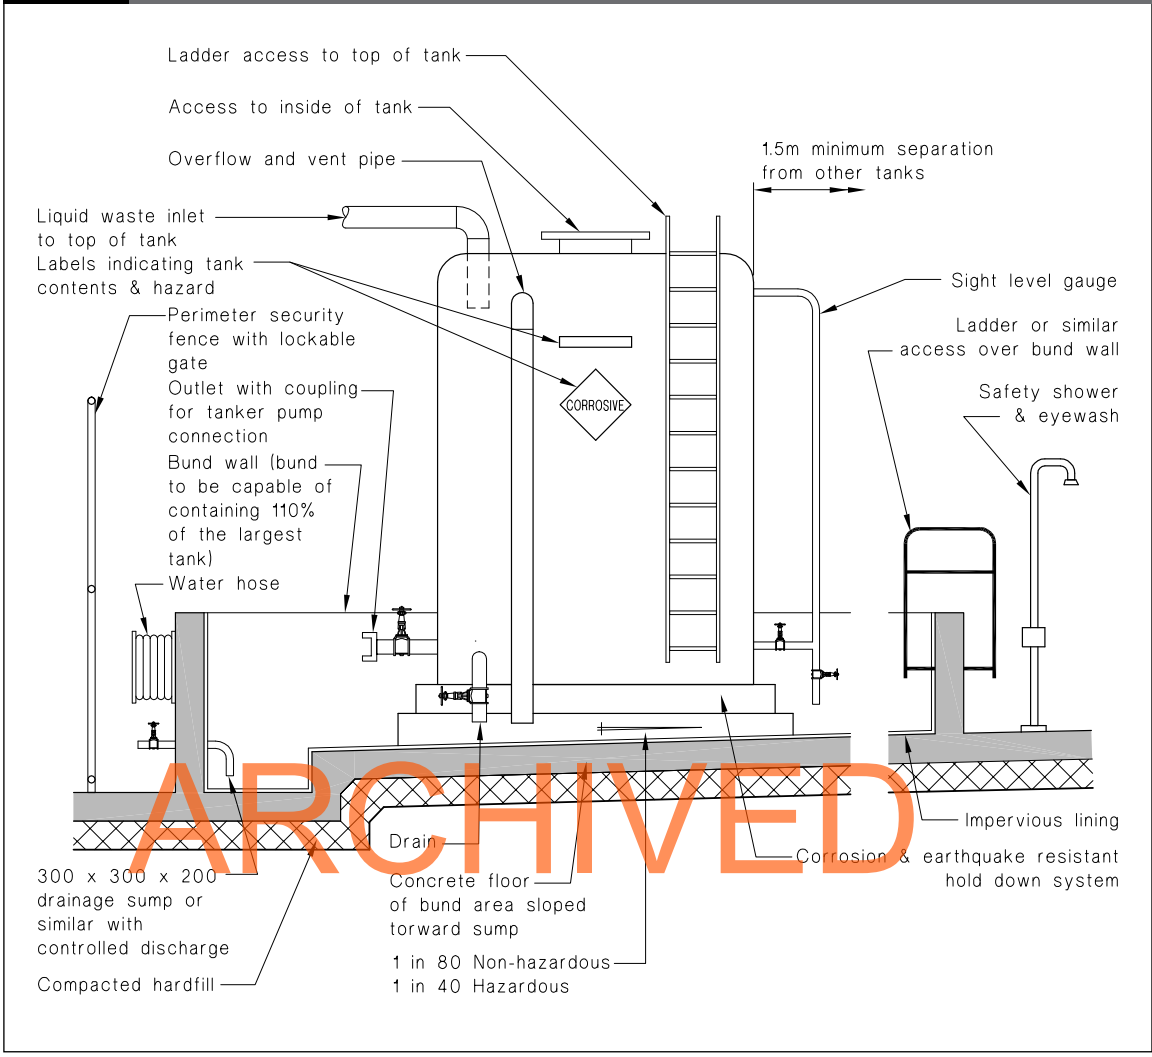 Ladder access to top of tank
Access to inside of tank
Overflow and vent pipe
1.5m minimum separation
from other tanks
Liquid waste inlet
to top of tank
Labels indicating tank
contents & hazard
Perimeter security
fence with lockable
gate
Outlet with coupling
for tanker pump
connection
Bund wall (bund
to be capable of
containing 110%
of the largest
tank)
Water hose
CORROSIVE
Sight level gauge
Ladder or similar
access over bund wall
Safety shower
& eyewash
ARCHIVED
Impervious lining
Corrosion & earthquake resistant
hold down system
Drain
Concrete floor
of bund area sloped
torward sump
1 in 80 Non-hazardous
1 in 40 Hazardous
300 x 300 x 200
drainage sump or
similar with
controlled discharge
Compacted hardfill